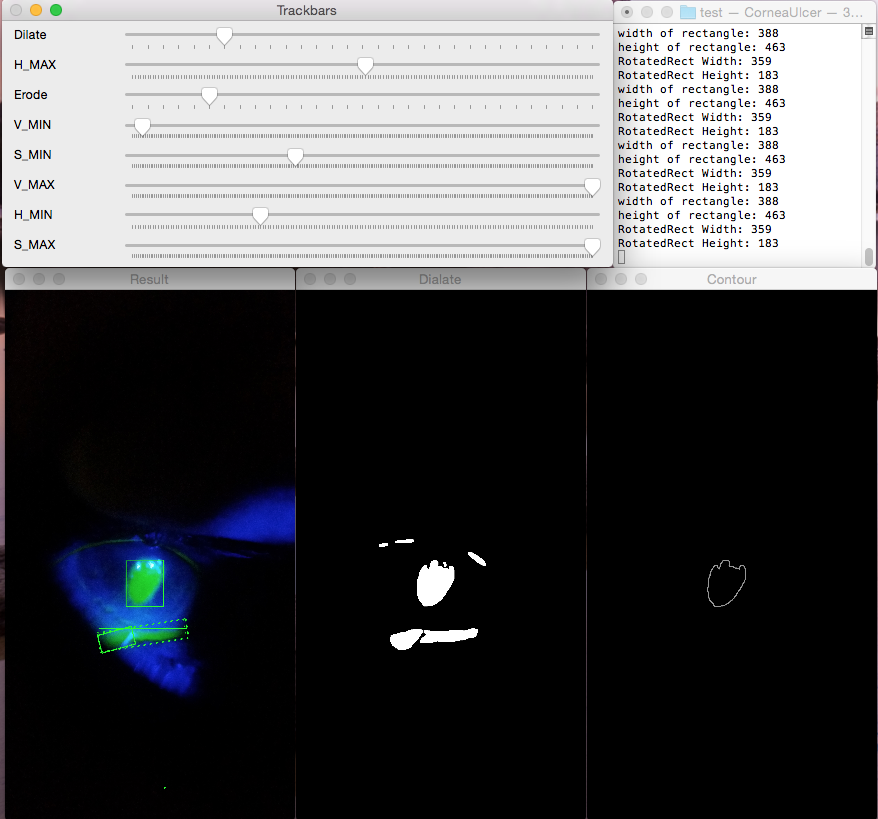 Trackbars
Dilate
H_MAX
Erode
V_MIN
S_MIN
V_MAX
H_MIN
S_MAX
test — CorneaUlcer — 3...
width of rectangle: 388
height of rectangle: 463
RotatedRect Width: 359
RotatedRect Height: 183
width of rectangle: 388
height of rectangle: 463
RotatedRect Width: 359
RotatedRect Height: 183
width of rectangle: 388
height of rectangle: 463
RotatedRect Width: 359
RotatedRect Height: 183
width of rectangle: 388
height of rectangle: 463
RotatedRect Width: 359
RotatedRect Height: 183
Result
Dialate
Contour